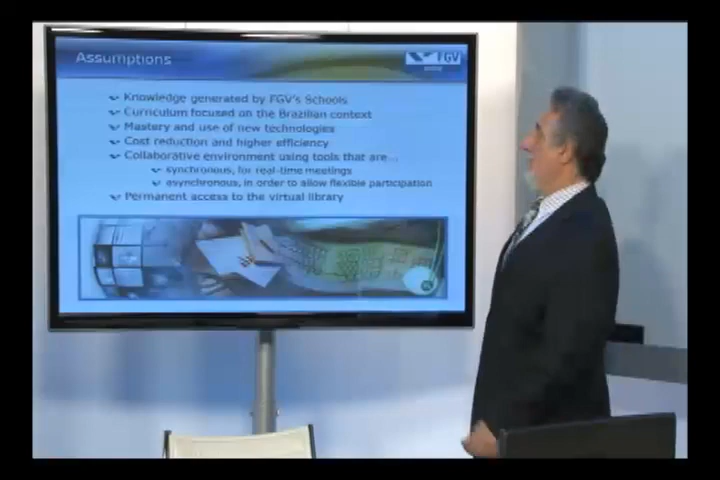 Assumptions
FGV
Knowledge generated by FGV's Schools
Curriculum focused on the Brazilian context
Mastery and use of new technologies
Cost reduction and higher efficiency
Collaborative environment using tools that are...
synchronous, for real-time meetings
asynchronous, in order to allow flexible participation
Permanent access to the virtual library